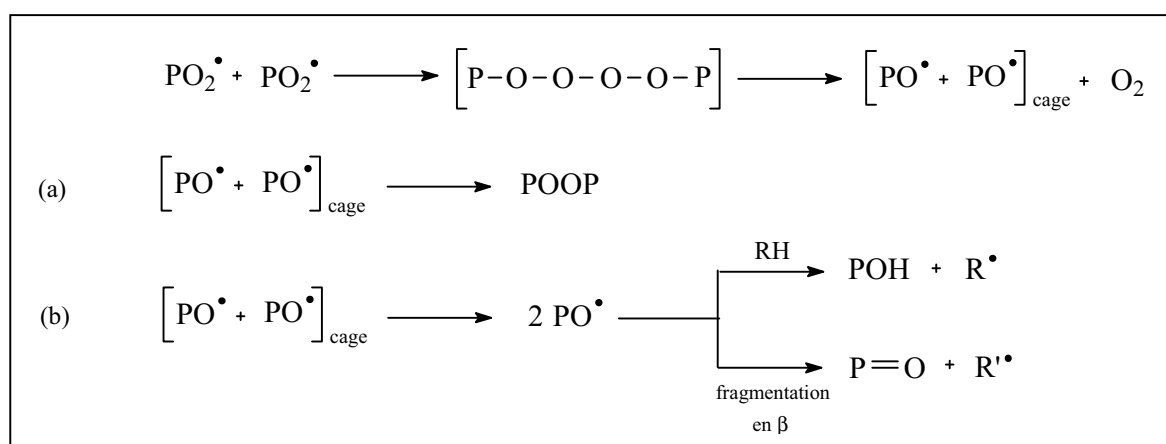 PO2• + PO2• ⟶ [P–O–O–O–O–P] ⟶ [PO• + PO•]cage + O2
(a) [PO• + PO•]cage ⟶ POOP
RH
POH + R•
(b) [PO• + PO•]cage ⟶ 2 PO•
P=O + R'•
fragmentation
en β